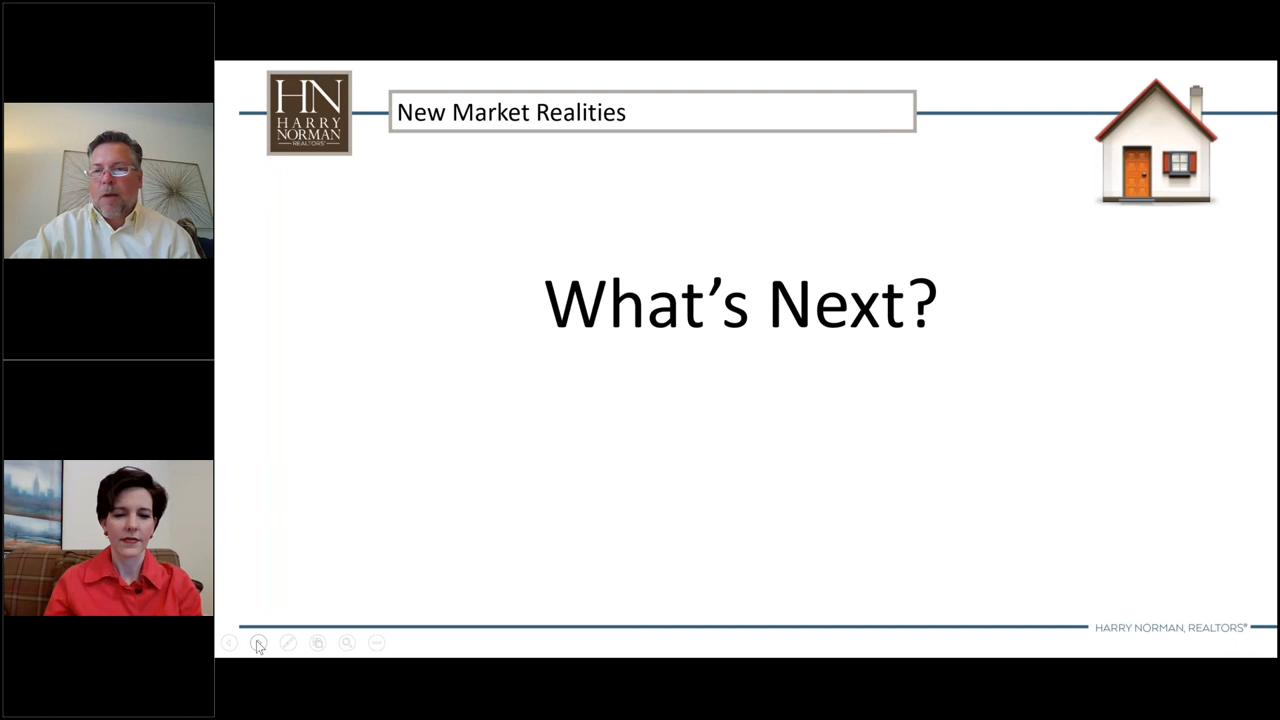 HN
HARRY
NORMAN
REALTORS®
New Market Realities
What's Next?
HARRY NORMAN, REALTORS®